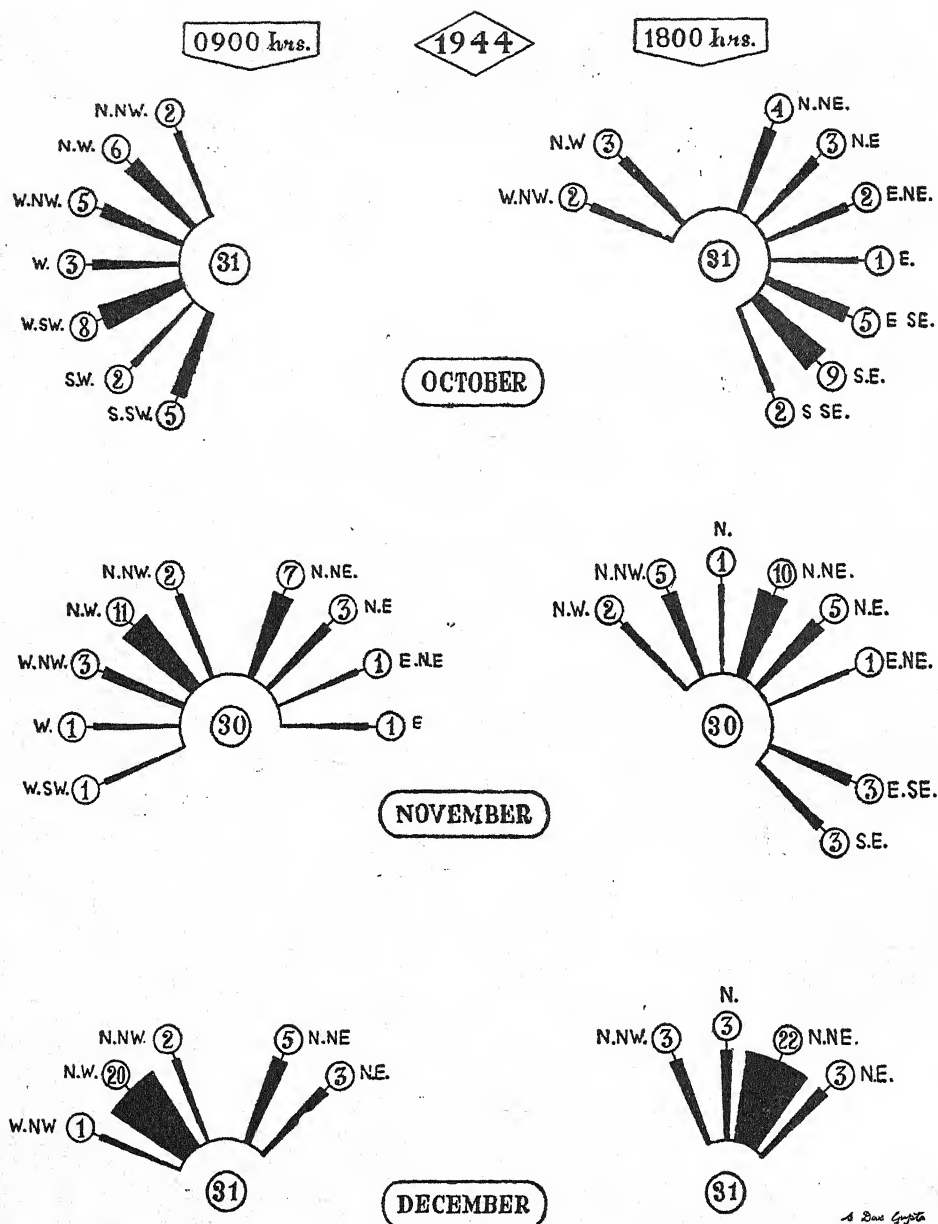 0900 hrs.
1944
1800 hrs.
N.NW. 2
N.W. 6
W.NW. 5
W. 3
W.SW. 8
S.W. 2
S.SW. 5
31
4 N.NE.
3 N.E
2 E.NE.
1 E.
5 E SE.
9 S.E.
2 S SE.
N.W 3
W.NW. 2
31
OCTOBER
N.NW. 2
N.W. 11
W.NW. 3
W. 1
W.SW. 1
7 N.NE.
3 N.E
1 E.N.E
1 E
30
N.
1
N.NW. 5
N.W. 2
10 N.NE.
5 N.E.
1 E.NE.
3 E.SE.
3 S.E.
30
NOVEMBER
N.NW. 2
N.W. 20
W.NW 1
5 N.NE
3 N.E.
31
N.
3
N.NW. 3
22 N.NE.
3 N.E.
31
DECEMBER
S Das Gupta